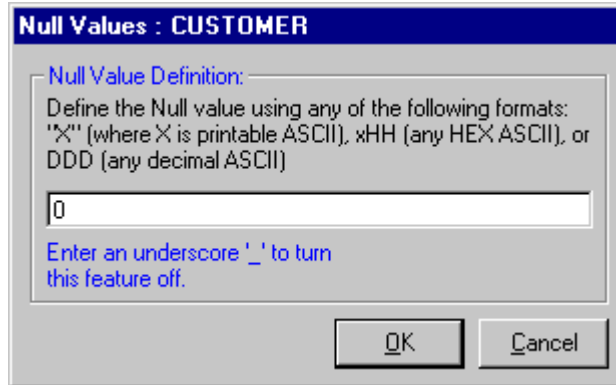 Null Values : CUSTOMER
Null Value Definition:
Define the Null value using any of the following formats:
"X" (where X is printable ASCII), xHH (any HEX ASCII), or
DDD (any decimal ASCII)
0
Enter an underscore '_' to turn
this feature off.
OK
Cancel